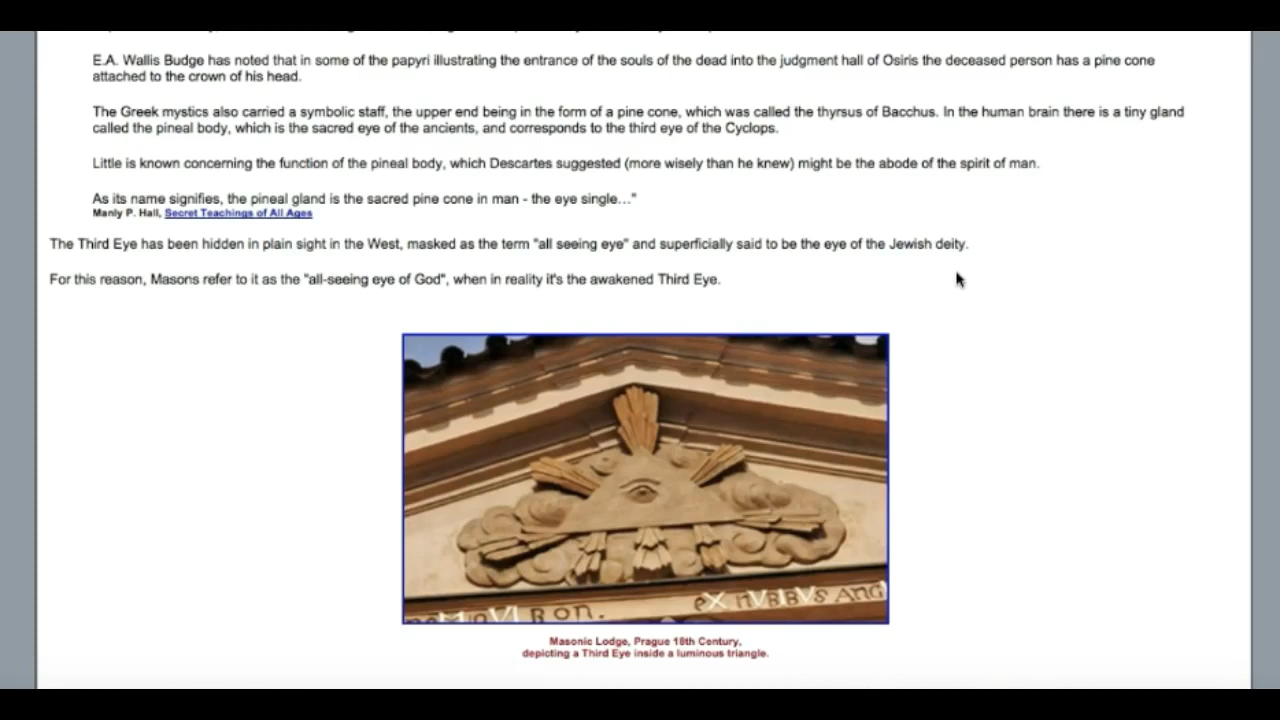 E.A. Wallis Budge has noted that in some of the papyri illustrating the entrance of the souls of the dead into the judgment hall of Osiris the deceased person has a pine cone
attached to the crown of his head.
The Greek mystics also carried a symbolic staff, the upper end being in the form of a pine cone, which was called the thyrsus of Bacchus. In the human brain there is a tiny gland
called the pineal body, which is the sacred eye of the ancients, and corresponds to the third eye of the Cyclops.
Little is known concerning the function of the pineal body, which Descartes suggested (more wisely than he knew) might be the abode of the spirit of man.
As its name signifies, the pineal gland is the sacred pine cone in man - the eye single..."
Manly P. Hall, Secret Teachings of All Ages
The Third Eye has been hidden in plain sight in the West, masked as the term "all seeing eye" and superficially said to be the eye of the Jewish deity.
For this reason, Masons refer to it as the "all-seeing eye of God", when in reality it's the awakened Third Eye.
RON. eX nVBBVs AnG
Masonic Lodge, Prague 18th Century,
depicting a Third Eye inside a luminous triangle.